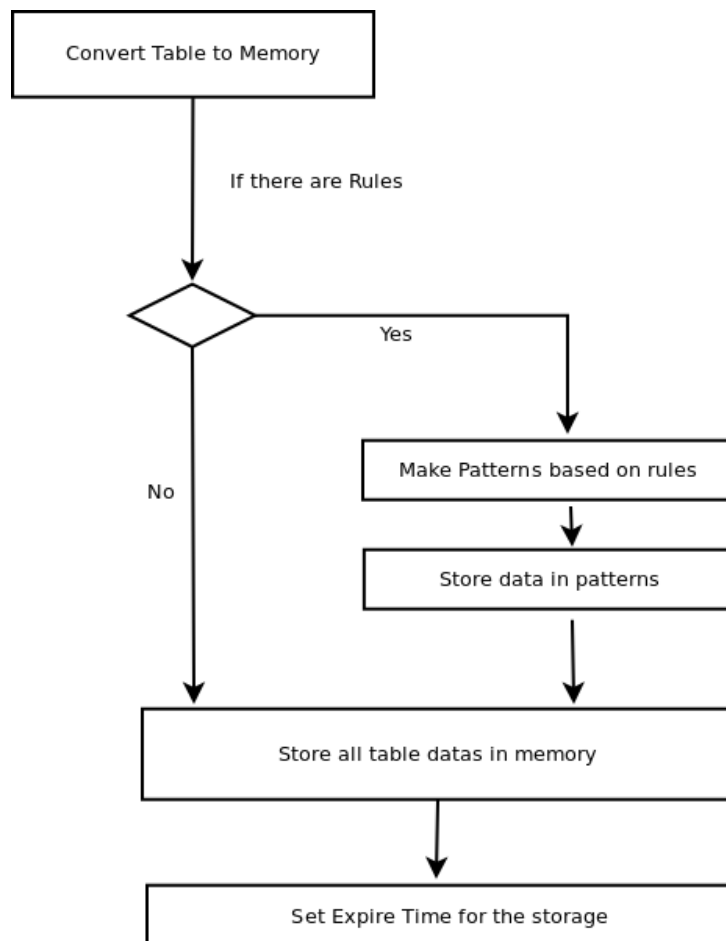 Convert Table to Memory
If there are Rules
Yes
Make Patterns based on rules
No
Store data in patterns
Store all table datas in memory
Set Expire Time for the storage